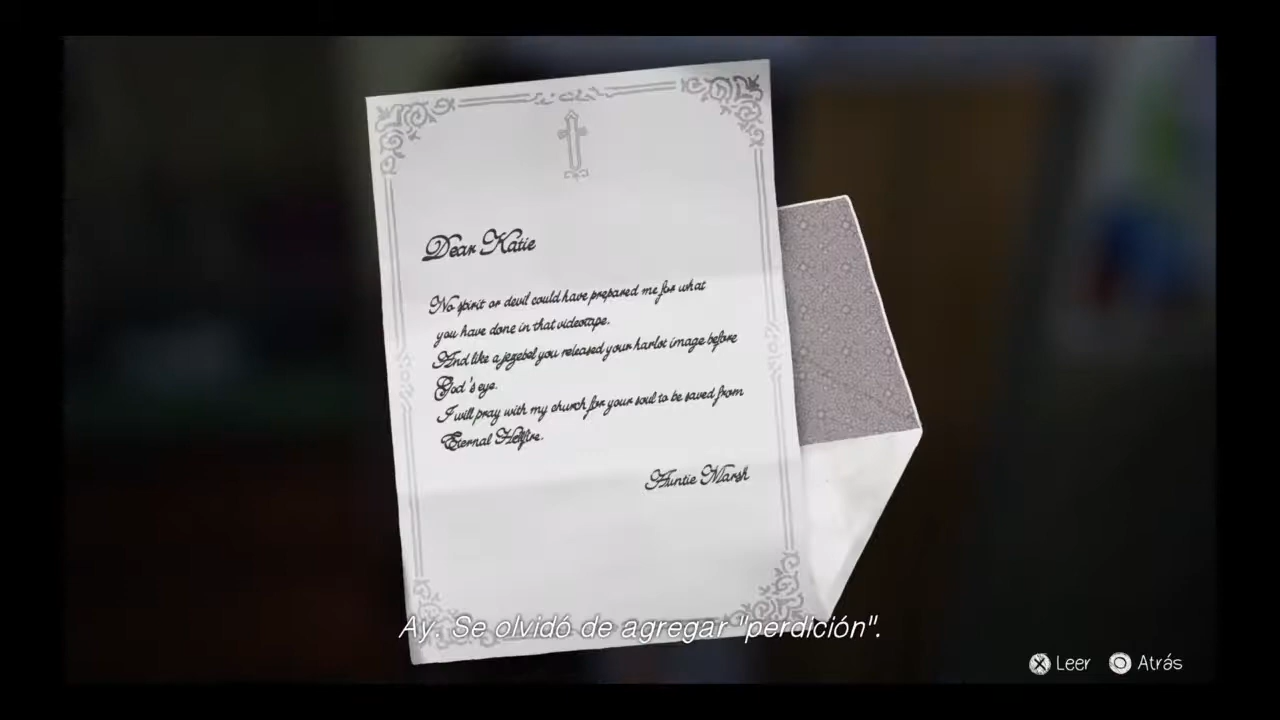 Dear Katie
No spirit or devil could have prepared me for what
you have done in that videotape.
And like a jezebel you released your harlot image before
God's eye.
I will pray with my church for your soul to be saved from
Eternal Hellfire.
Auntie Marsh
Ay. Se olvidó de agregar "perdición".
Leer Atrás